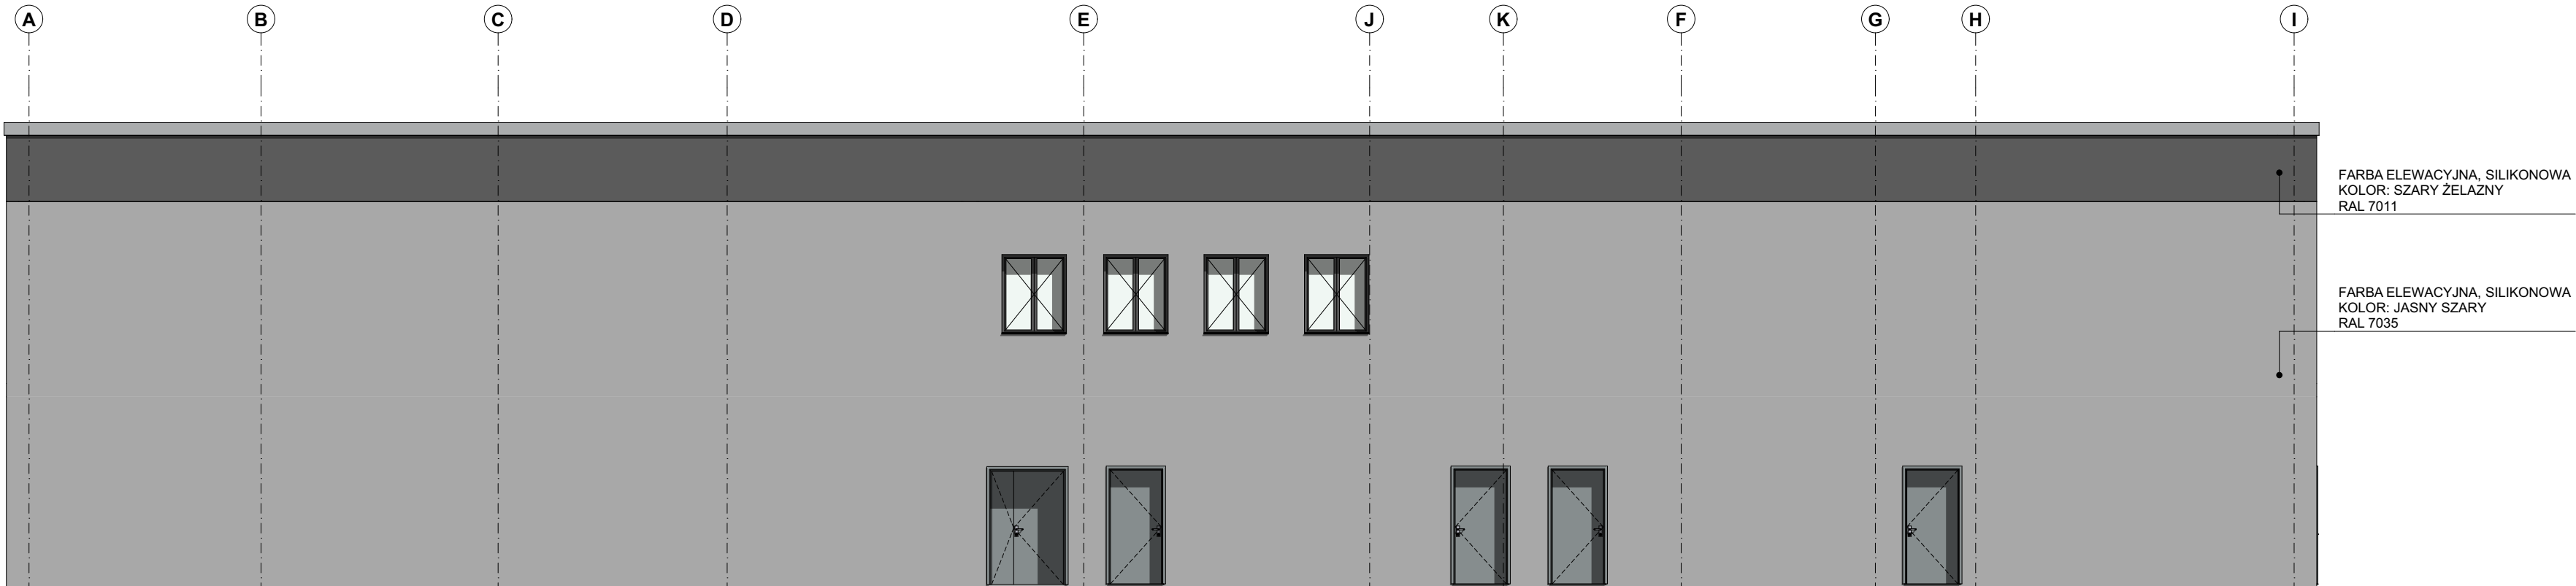 A B C D E J K F G H I
FARBA ELEWACYJNA, SILIKONOWA
KOLOR: SZARY ŻELAZNY
RAL 7011
FARBA ELEWACYJNA, SILIKONOWA
KOLOR: JASNY SZARY
RAL 7035